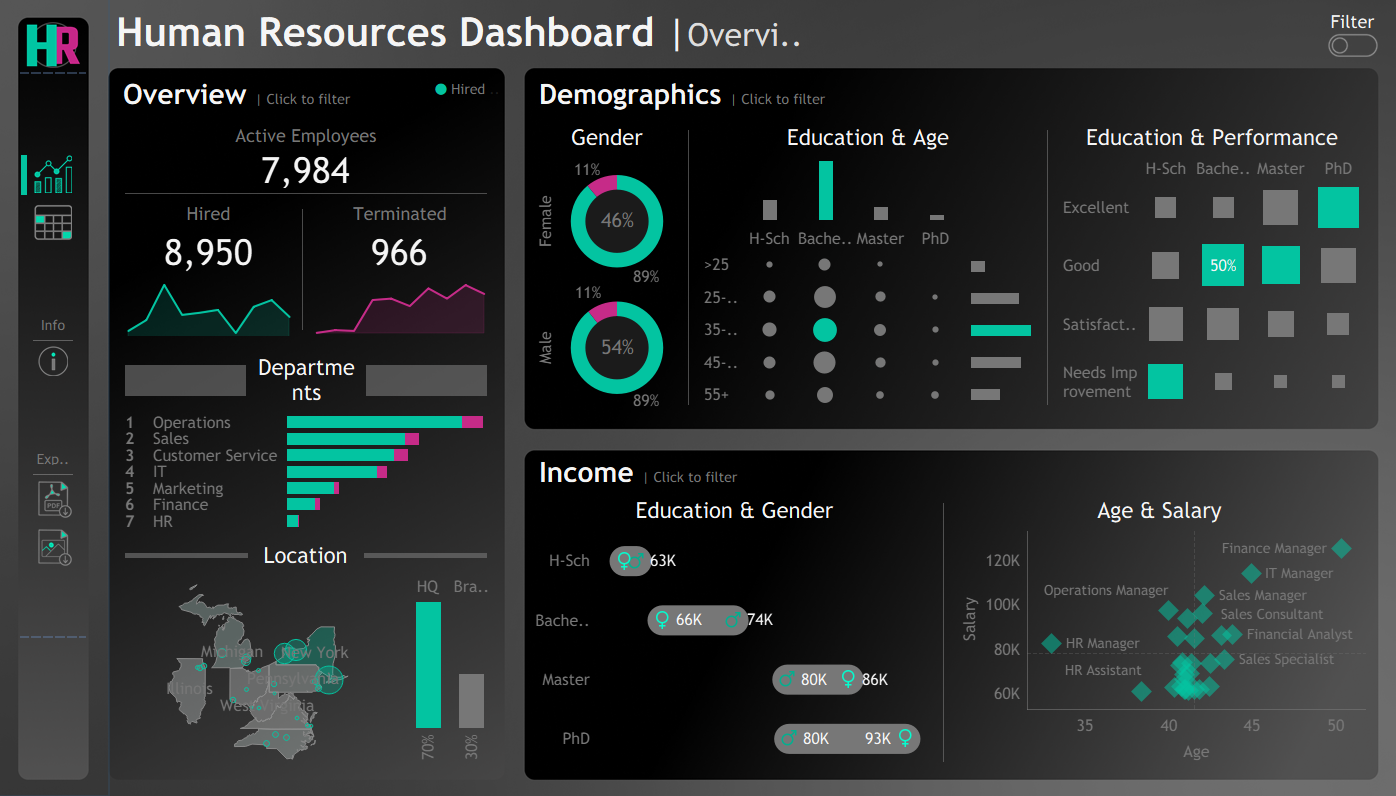 HR
Human Resources Dashboard | Overvi..
Filter
Info
Exp..
PDF
Overview | Click to filter
Hired
Active Employees
7,984
Hired
8,950
Terminated
966
Departme
nts
1 Operations
2 Sales
3 Customer Service
4 IT
5 Marketing
6 Finance
7 HR
Location
Michigan
New York
Illinois
Pennsylvania
West Virginia
HQ Bra..
70% 30%
Demographics | Click to filter
Gender
Female
11%
46%
89%
Male
11%
54%
89%
Education & Age
H-Sch Bache.. Master PhD
>25
25-..
35-..
45-..
55+
Education & Performance
H-Sch Bache.. Master PhD
Excellent
Good 50%
Satisfact..
Needs Imp
rovement
Income | Click to filter
Education & Gender
H-Sch 63K
Bache.. 66K 74K
Master 80K 86K
PhD 80K 93K
Age & Salary
Salary
120K
100K
80K
60K
Finance Manager
IT Manager
Operations Manager
Sales Manager
Sales Consultant
Financial Analyst
HR Manager
Sales Specialist
HR Assistant
35 40 45 50
Age